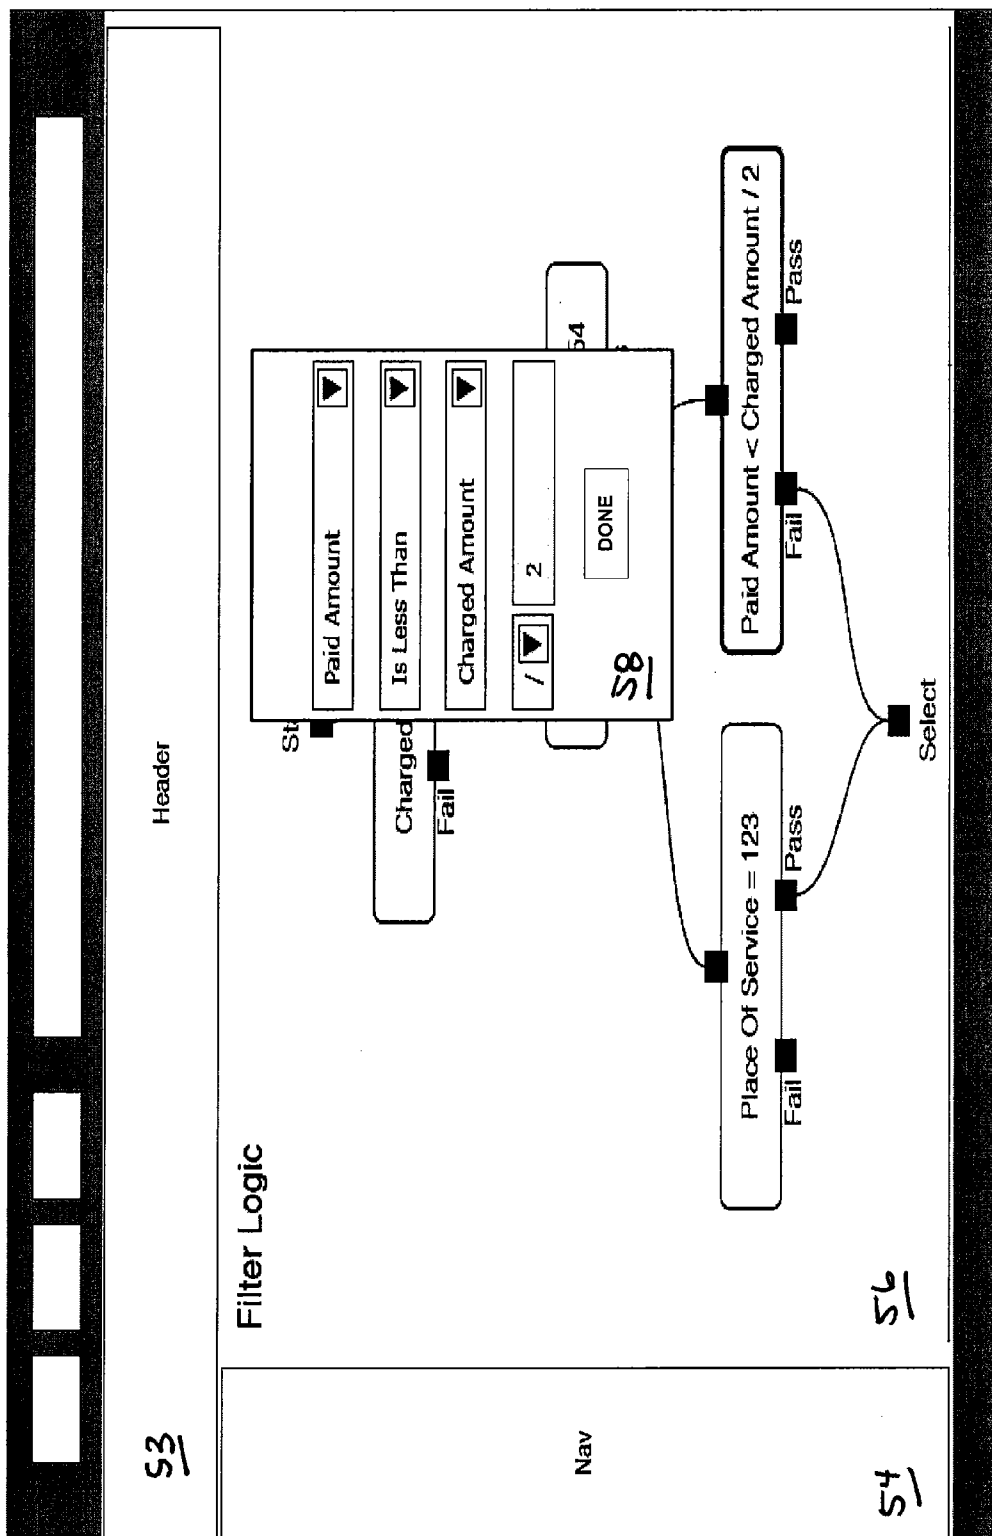 Header
53
Filter Logic
St
Paid Amount
Is Less Than
Charged Amount
/ 2
DONE
58
Charged
Fail
54
Place Of Service = 123
Fail
Pass
Paid Amount < Charged Amount / 2
Fail
Pass
Select
Nav
54
56